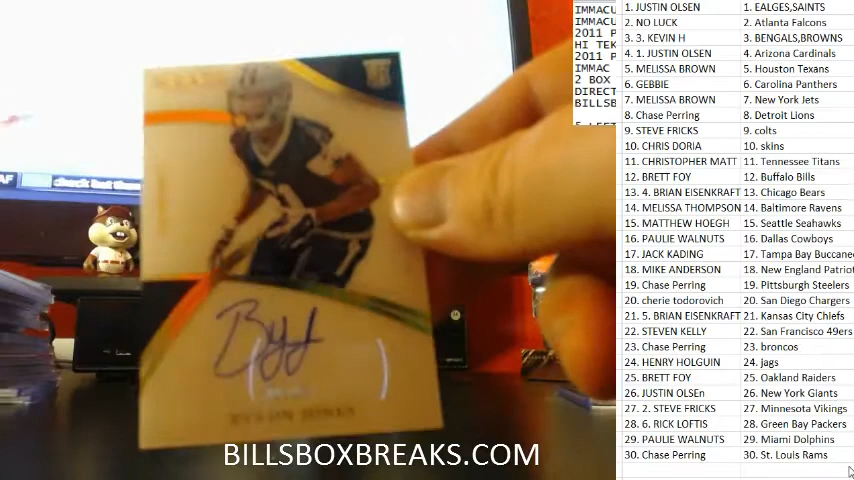 IMMACU
IMMACU
2011 P
HI TEK
2011 P
IMMAC
2 BOX
DIRECT
BILLSB
1. JUSTIN OLSEN 1. EALGES,SAINTS
2. NO LUCK 2. Atlanta Falcons
3. 3. KEVIN H 3. BENGALS,BROWNS
4. 1. JUSTIN OLSEN 4. Arizona Cardinals
5. MELISSA BROWN 5. Houston Texans
6. GEBBIE 6. Carolina Panthers
7. MELISSA BROWN 7. New York Jets
8. Chase Perring 8. Detroit Lions
9. STEVE FRICKS 9. colts
10. CHRIS DORIA 10. skins
11. CHRISTOPHER MATT 11. Tennessee Titans
12. BRETT FOY 12. Buffalo Bills
13. 4. BRIAN EISENKRAFT 13. Chicago Bears
14. MELISSA THOMPSON 14. Baltimore Ravens
15. MATTHEW HOEGH 15. Seattle Seahawks
16. PAULIE WALNUTS 16. Dallas Cowboys
17. JACK KADING 17. Tampa Bay Buccane
18. MIKE ANDERSON 18. New England Patriot
19. Chase Perring 19. Pittsburgh Steelers
20. cherie todorovich 20. San Diego Chargers
21. 5. BRIAN EISENKRAFT 21. Kansas City Chiefs
22. STEVEN KELLY 22. San Francisco 49ers
23. Chase Perring 23. broncos
24. HENRY HOLGUIN 24. jags
25. BRETT FOY 25. Oakland Raiders
26. JUSTIN OLSEn 26. New York Giants
27. 2. STEVE FRICKS 27. Minnesota Vikings
28. 6. RICK LOFTIS 28. Green Bay Packers
29. PAULIE WALNUTS 29. Miami Dolphins
30. Chase Perring 30. St. Louis Rams
RC
BILLSBOXBREAKS.COM